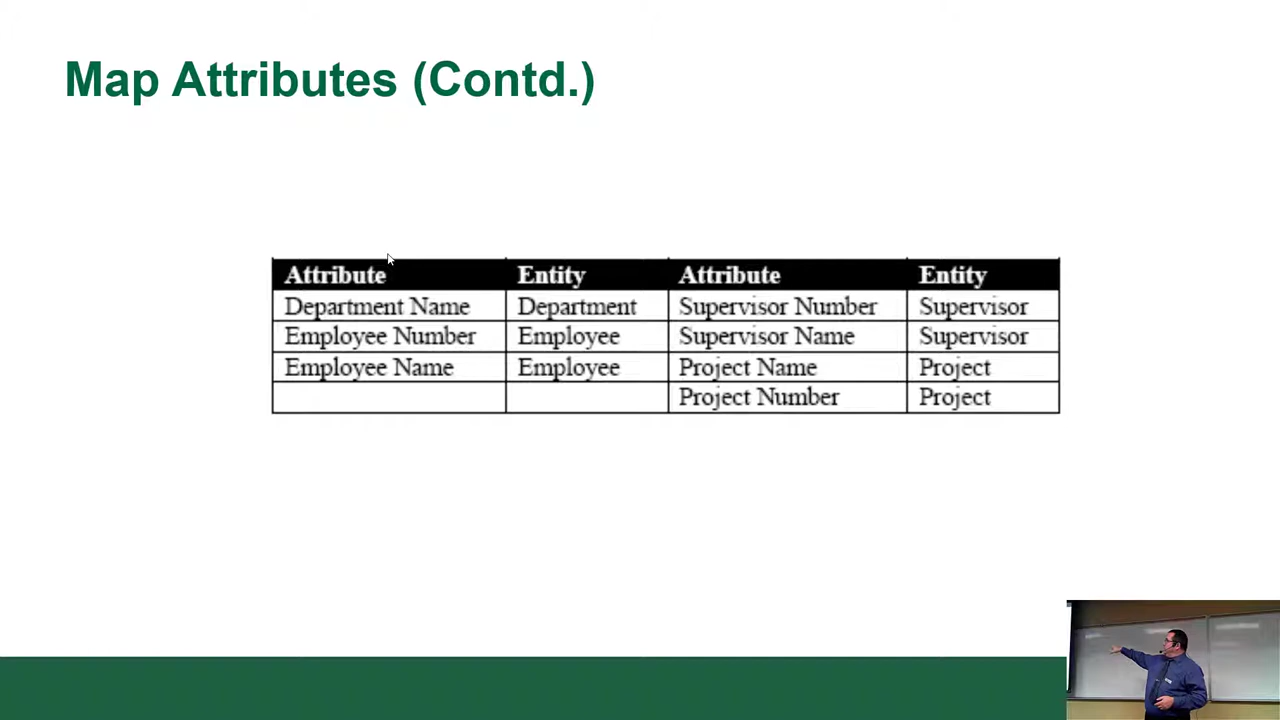 Map Attributes (Contd.)
Attribute Entity Attribute Entity
Department Name Department Supervisor Number Supervisor
Employee Number Employee Supervisor Name Supervisor
Employee Name Employee Project Name Project
Project Number Project